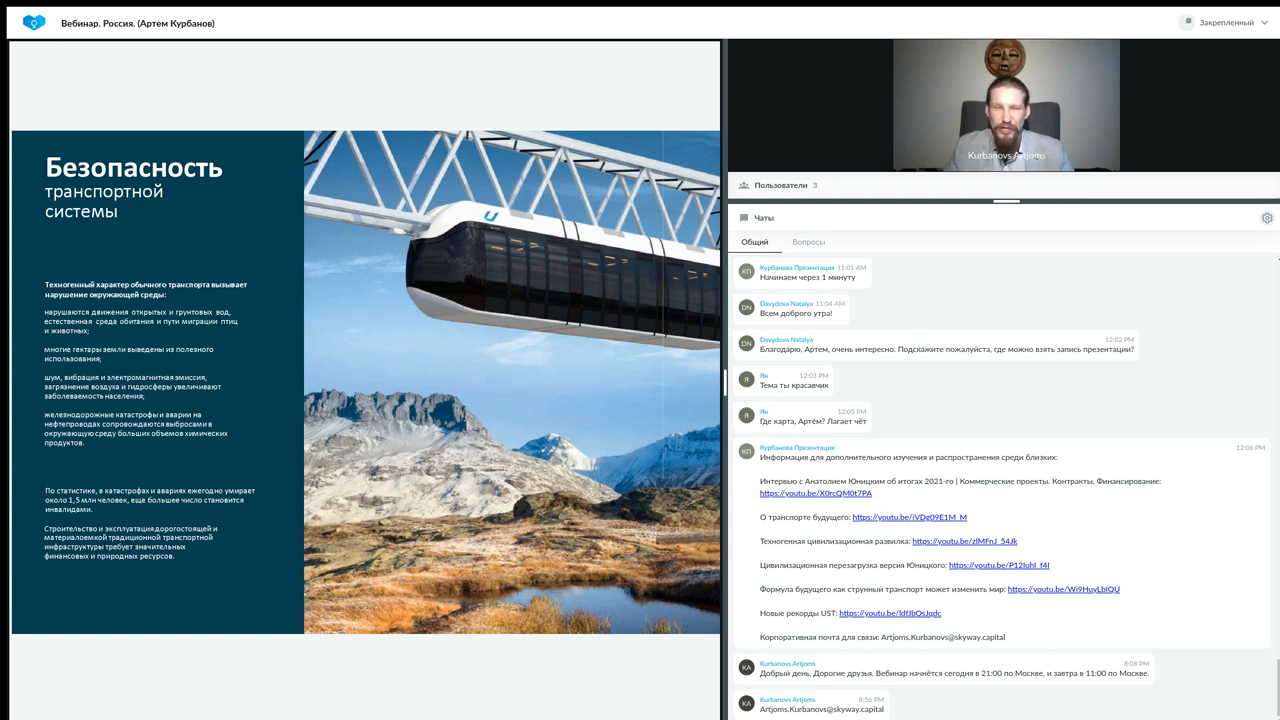 Вебинар. Россия. (Артем Курбанов)
Закрепленный
Безопасность
транспортной
системы
Техногенный характер обычного транспорта вызывает
нарушение окружающей среды:
нарушаются движения открытых и грунтовых вод,
естественная среда обитания и пути миграции птиц
и животных;
многие гектары земли выведены из полезного
использования;
шум, вибрация и электромагнитная эмиссия,
загрязнение воздуха и гидросферы увеличивают
заболеваемость населения;
железнодорожные катастрофы и аварии на
нефтепроводах сопровождаются выбросами в
окружающую среду больших объемов химических
продуктов.
По статистике, в катастрофах и авариях ежегодно умирает
около 1,5 млн человек, еще большее число становится
инвалидами.
Строительство и эксплуатация дорогостоящей и
материалоемкой традиционной транспортной
инфраструктуры требует значительных
финансовых и природных ресурсов.
Kurbanovs Artjoms
Пользователи 3
Чаты
Общий Вопросы
КП Курбанова Презентация 11:01 AM
Начинаем через 1 минуту
DN Davydova Natalya 11:04 AM
Всем доброго утра!
DN Davydova Natalya 12:02 PM
Благодарю, Артем, очень интересно. Подскажите пожалуйста, где можно взять запись презентации?
Я Ян 12:03 PM
Тема ты красавчик
Я Ян 12:05 PM
Где карта, Артём? Лагает чёт
КП Курбанова Презентация 12:06 PM
Информация для дополнительного изучения и распространения среди близких:
Интервью с Анатолием Юницким об итогах 2021-го | Коммерческие проекты. Контракты. Финансирование:
https://youtu.be/X0rcQM0t7PA
О транспорте будущего: https://youtu.be/iVDg09E1M_M
Техногенная цивилизационная развилка: https://youtu.be/zlMFnJ_54Jk
Цивилизационная перезагрузка версия Юницкого: https://youtu.be/P12IuhI_f4I
Формула будущего как струнный транспорт может изменить мир: https://youtu.be/Wi9HuyLbIQU
Новые рекорды UST: https://youtu.be/ldfJbOsJqdc
Корпоративная почта для связи: Artjoms.Kurbanovs@skyway.capital
KA Kurbanovs Artjoms 8:08 PM
Добрый день, Дорогие друзья. Вебинар начнётся сегодня в 21:00 по Москве, и завтра в 11:00 по Москве.
KA Kurbanovs Artjoms 8:56 PM
Artjoms.Kurbanovs@skyway.capital